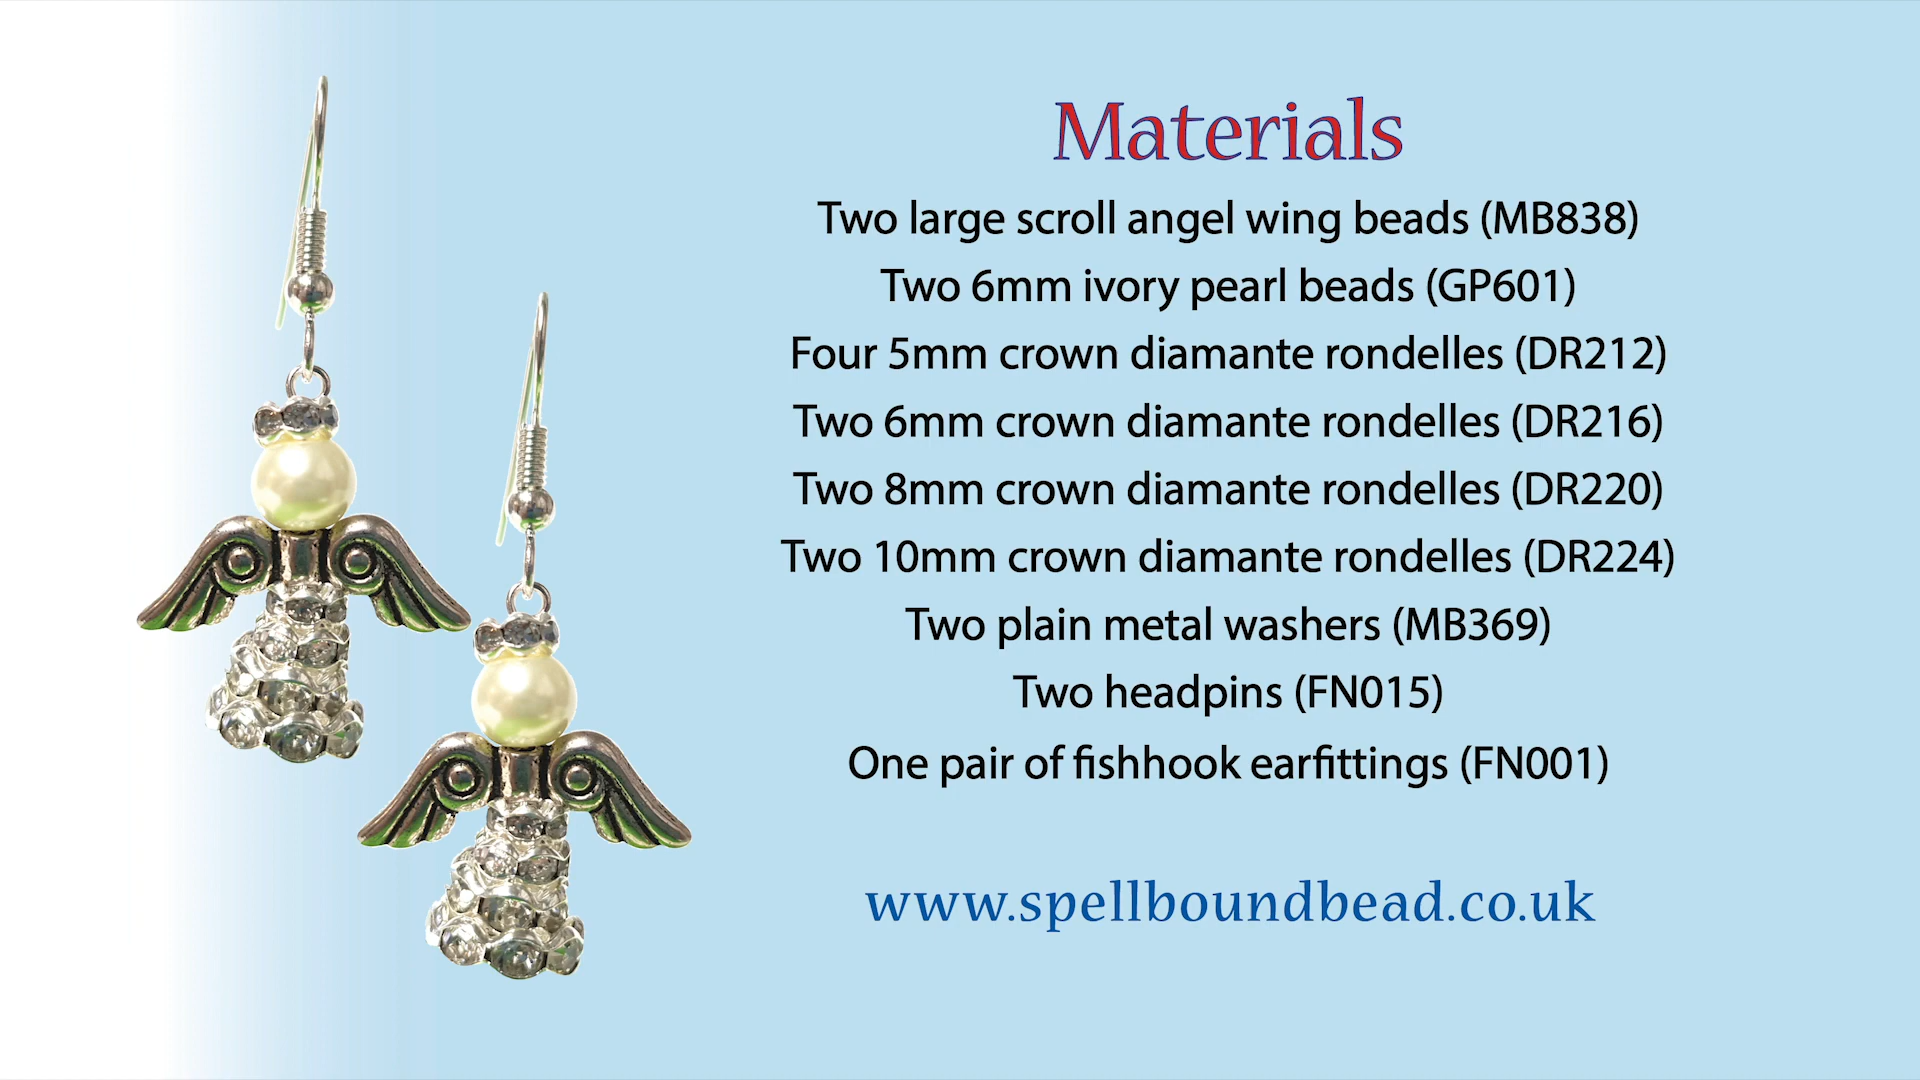 Materials
Two large scroll angel wing beads (MB838)
Two 6mm ivory pearl beads (GP601)
Four 5mm crown diamante rondelles (DR212)
Two 6mm crown diamante rondelles (DR216)
Two 8mm crown diamante rondelles (DR220)
Two 10mm crown diamante rondelles (DR224)
Two plain metal washers (MB369)
Two headpins (FN015)
One pair of fishhook earfittings (FN001)
www.spellboundbead.co.uk